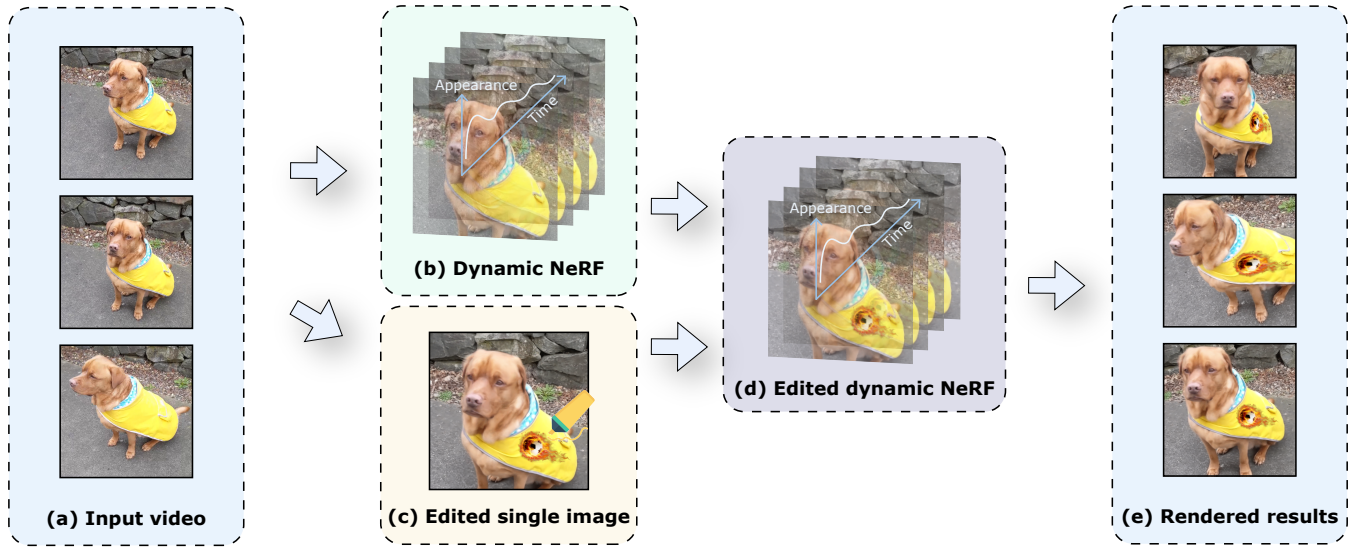 Appearance
Time
(b) Dynamic NeRF
Appearance
Time
(d) Edited dynamic NeRF
(a) Input video
(c) Edited single image
(e) Rendered results